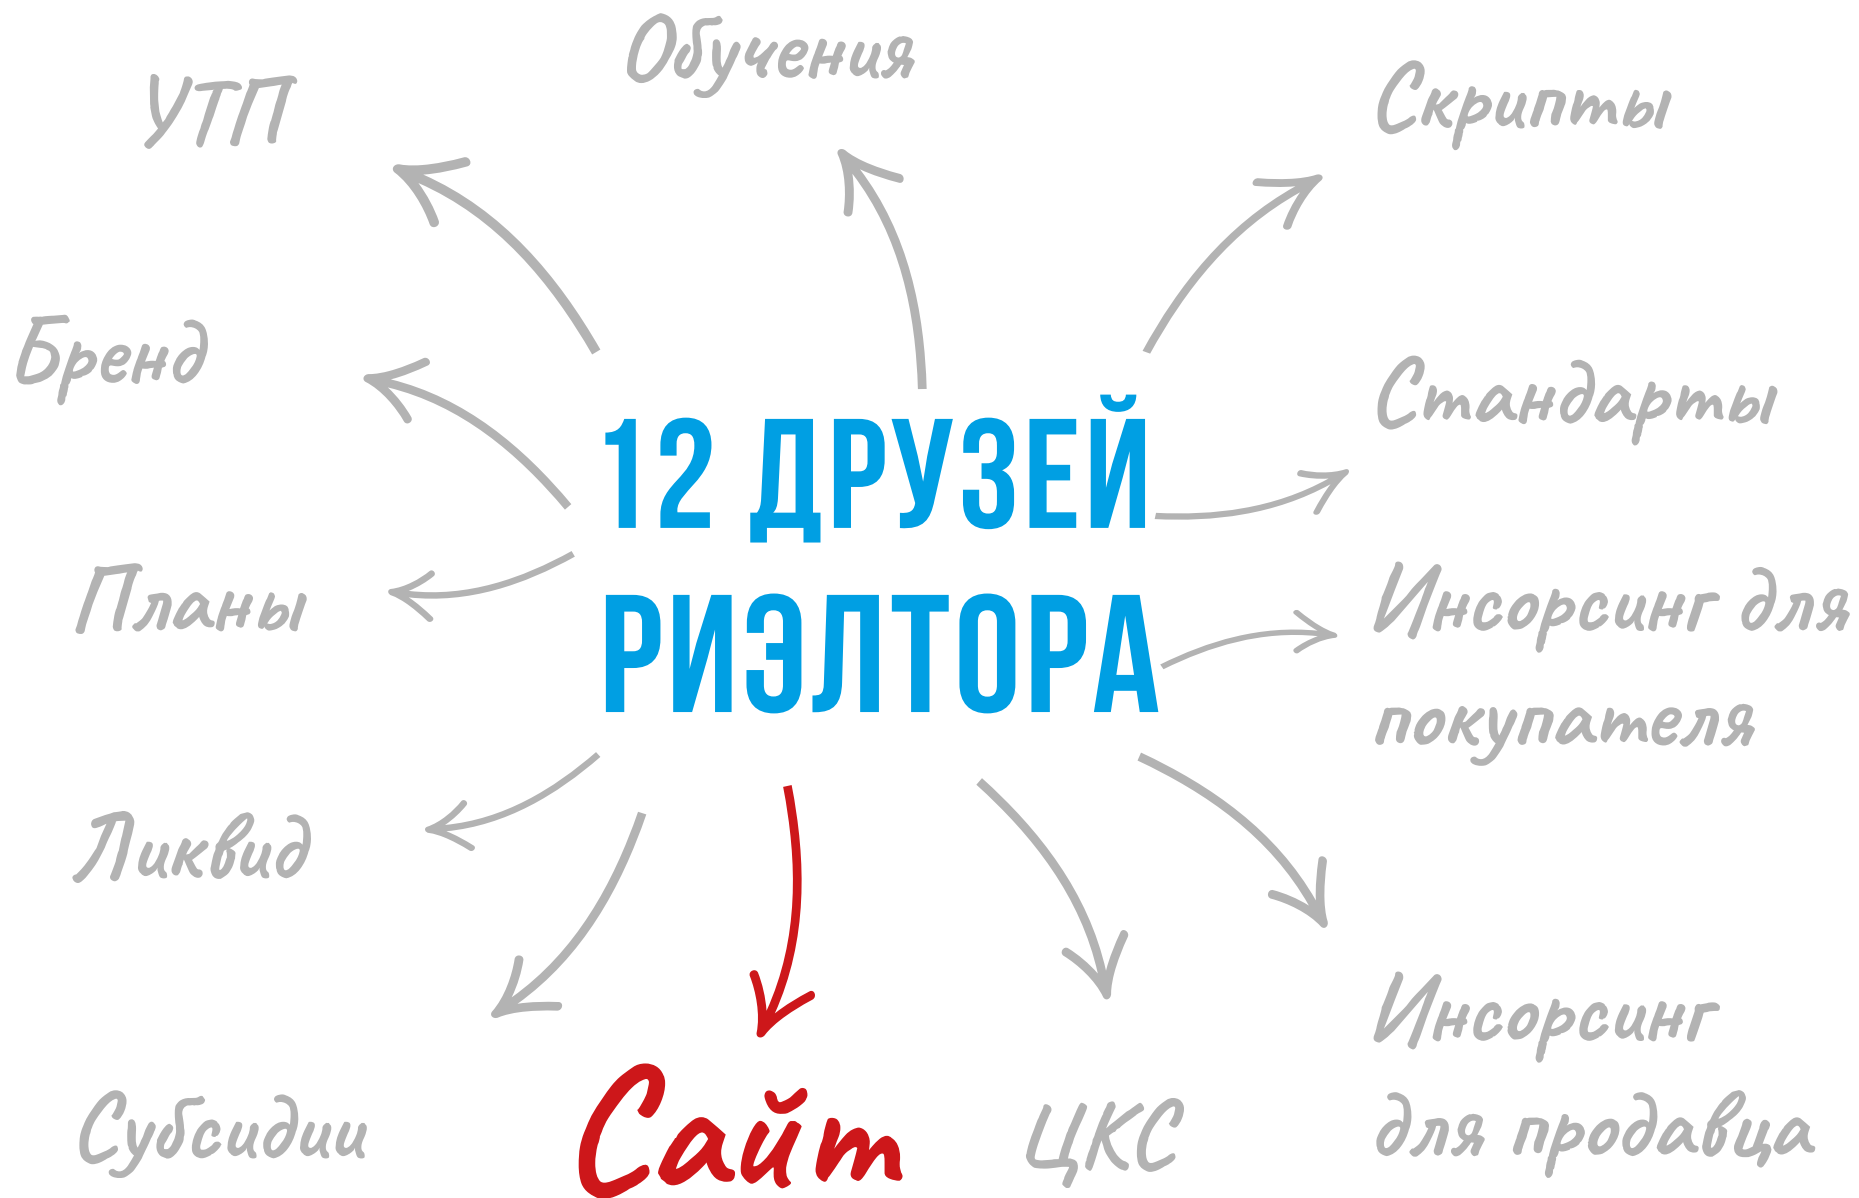 Обучения
УТП
Скрипты
Бренд
Стандарты
12 ДРУЗЕЙ
РИЭЛТОРА
Планы
Инсорсинг для
покупателя
Ликвид
Инсорсинг
для продавца
Субсидии
Сайт
ЦКС